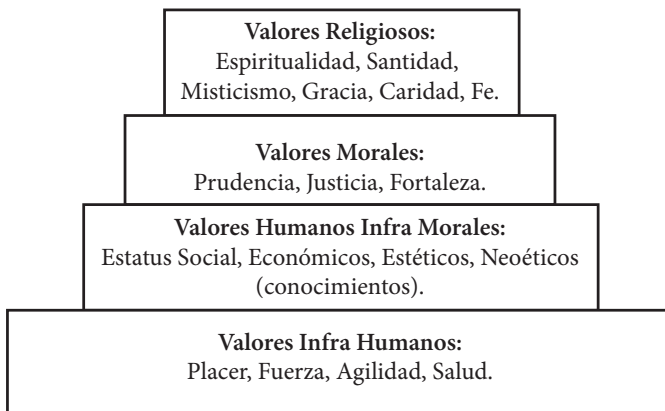 Valores Religiosos:
Espiritualidad, Santidad,
Misticismo, Gracia, Caridad, Fe.
Valores Morales:
Prudencia, Justicia, Fortaleza.
Valores Humanos Infra Morales:
Estatus Social, Económicos, Estéticos, Neoéticos
(conocimientos).
Valores Infra Humanos:
Placer, Fuerza, Agilidad, Salud.